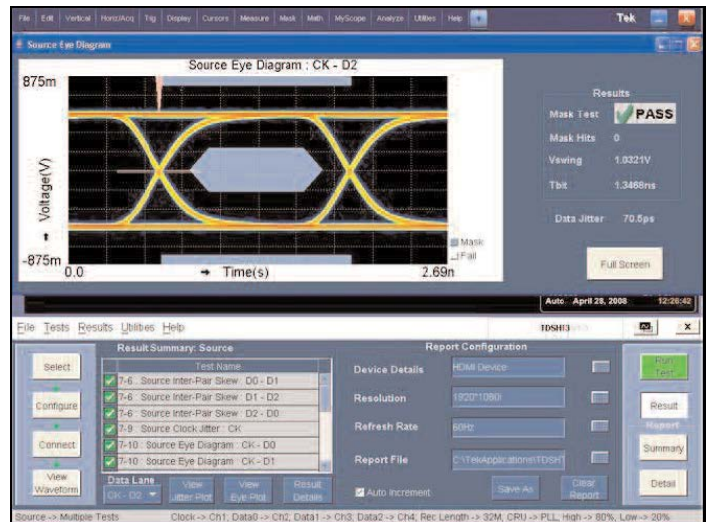 File Edit Vertical Horiz/Acq Trig Display Cursors Measure Mask Math MyScope Analyze Utilities Help Tek
Source Eye Diagram
Source Eye Diagram : CK - D2
875m
Voltage(V)
-875m
0.0
Time(s)
2.69n
Mask
Fail
Results
Mask Test PASS
Mask Hits 0
Vswing 1.0321V
Tbit 1.3468ns
Data Jitter 70.5ps
Full Screen
Auto April 28, 2008 12:26:42
File Tests Results Utilities Help TDSHT3
Select
Configure
Connect
View Waveform
Result Summary: Source
Test Name
7-6 : Source Inter-Pair Skew : D0 - D1
7-6 : Source Inter-Pair Skew : D1 - D2
7-6 : Source Inter-Pair Skew : D2 - D0
7-9 : Source Clock Jitter : CK
7-10 : Source Eye Diagram : CK - D0
7-10 : Source Eye Diagram : CK - D1
Data Lane
CK - D2
View Jitter Plot
View Eye Plot
Result Details
Report Configuration
Device Details HDMI Device
Resolution 1920*1080i
Refresh Rate 60Hz
Report File C:\TekApplications\TDSHT
Auto Increment
Save As
Clear Report
Run Test
Result
Report
Summary
Detail
Source -> Multiple Tests Clock -> Ch1, Data0 -> Ch2, Data1 -> Ch3, Data2 -> Ch4, Rec Length -> 32M, CRU -> PLL, High -> 80%, Low -> 20%